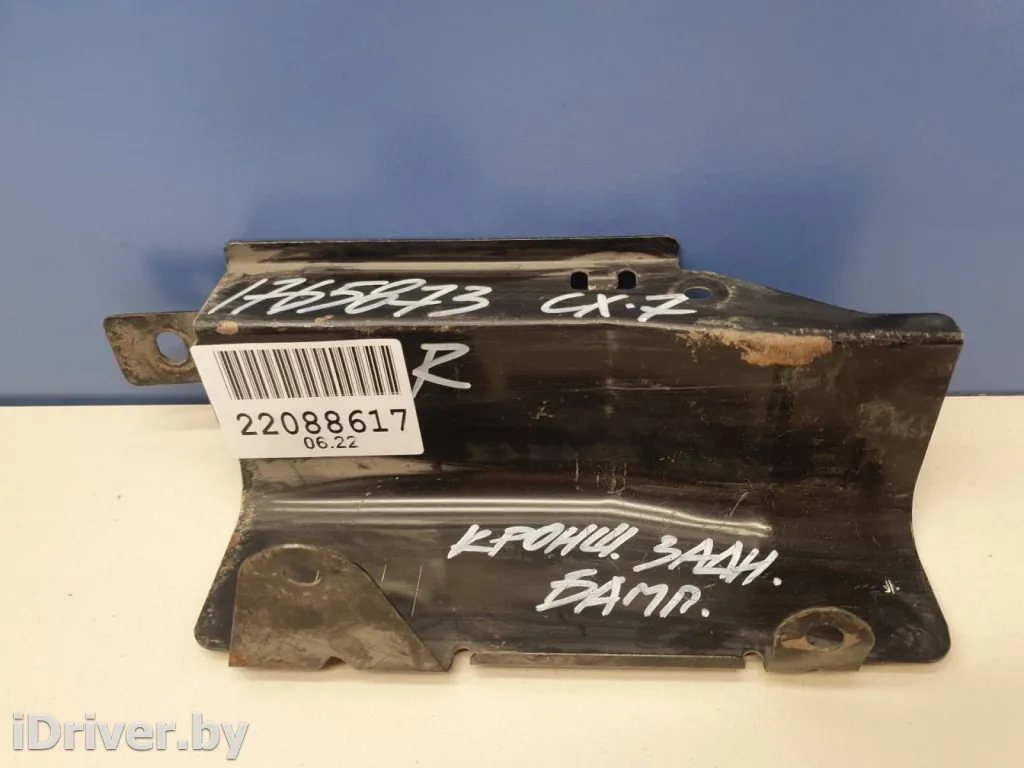 1765873 CX-7
R
22088617
06.22
КРОНШ. ЗАДН.
БАМП.
iDriver.by